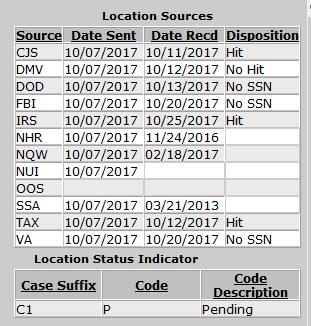 Location Sources
Source Date Sent Date Recd Disposition
CJS 10/07/2017 10/11/2017 Hit
DMV 10/07/2017 10/12/2017 No Hit
DOD 10/07/2017 10/13/2017 No SSN
FBI 10/07/2017 10/20/2017 No SSN
IRS 10/07/2017 10/25/2017 Hit
NHR 10/07/2017 11/24/2016
NQW 10/07/2017 02/18/2017
NUI 10/07/2017
OOS
SSA 10/07/2017 03/21/2013
TAX 10/07/2017 10/12/2017 Hit
VA 10/07/2017 10/20/2017 No SSN
Location Status Indicator
Case Suffix Code Code Description
C1 P Pending